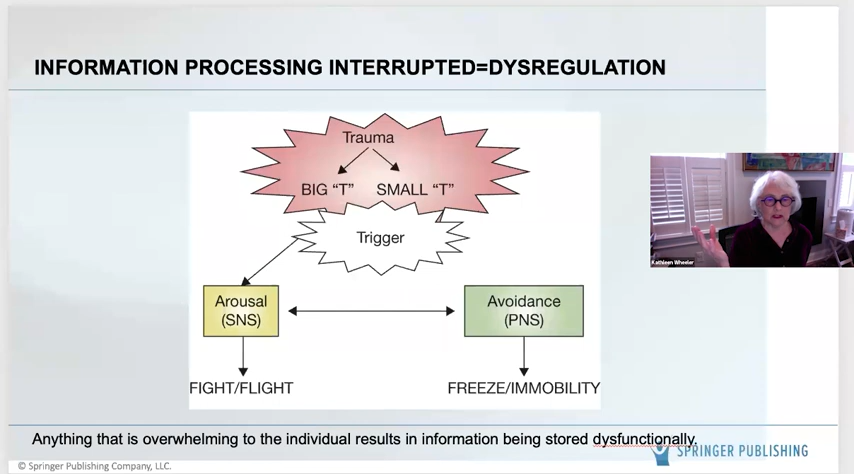 INFORMATION PROCESSING INTERRUPTED=DYSREGULATION
Trauma
BIG “T” SMALL “T”
Trigger
Arousal
(SNS)
Avoidance
(PNS)
FIGHT/FLIGHT
FREEZE/IMMOBILITY
Kathleen Wheeler
Anything that is overwhelming to the individual results in information being stored dysfunctionally.
SPRINGER PUBLISHING
© Springer Publishing Company, LLC.